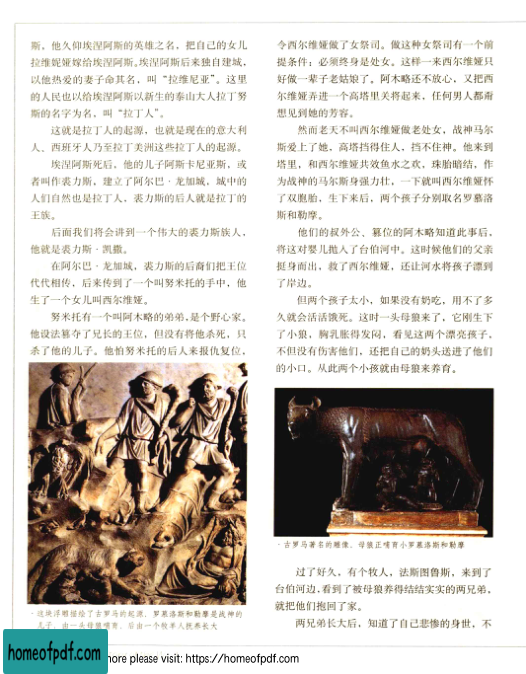 斯，他久仰埃涅阿斯的英雄之名，把自己的女儿
拉维妮娅嫁给埃涅阿斯。埃涅阿斯后来独自建城，
以他热爱的妻子命其名，叫“拉维尼亚”。这里
的人民也以给埃涅阿斯以新生的泰山大人拉丁努
斯的名字为名，叫“拉丁人”。
这就是拉丁人的起源，也就是现在的意大利
人、西班牙人乃至拉丁美洲这些拉丁人的起源。
埃涅阿斯死后，他的儿子阿斯卡尼亚斯，或
者叫作裘力斯，建立了阿尔巴·龙加城，城中的
人们自然也是拉丁人，裘力斯的后人就是拉丁的
王族。
后面我们将会讲到一个伟大的裘力斯族人，
他就是裘力斯·凯撒。
在阿尔巴·龙加城，裘力斯的后裔们把王位
代代相传，后来传到了一个叫努米托的手中，他
生了一个女儿叫西尔维娅。
努米托有一个叫阿木略的弟弟，是个野心家。
他设法篡夺了兄长的王位，但没有将他杀死，只
杀了他的儿子。他怕努米托的后人来报仇复位，
·这块浮雕描绘了古罗马的起源。罗慕洛斯和勒摩是战神的
儿子，由一头母狼哺育，后由一个牧羊人抚养长大
令西尔维娅做了女祭司。做这种女祭司有一个前
提条件：必须终身是处女。这样一来西尔维娅只
好做一辈子老姑娘了。阿木略还不放心，又把西
尔维娅弄进一个高塔里关将起来，任何男人都甭
想见到她的芳容。
然而老天不叫西尔维娅做老处女，战神马尔
斯爱上了她，高塔挡得住人，挡不住神。他来到
塔里，和西尔维娅共效鱼水之欢，珠胎暗结，作
为战神的马尔斯身强力壮，一下就叫西尔维娅怀
了双胞胎，生下来后，两个孩子分别取名罗慕洛
斯和勒摩。
他们的叔外公、篡位的阿木略知道此事后，
将这对婴儿抛入了台伯河中。这时候他们的父亲
挺身而出，救了西尔维娅，还让河水将孩子漂到
了岸边。
但两个孩子太小，如果没有奶吃，用不了多
久就会活活饿死。这时一头母狼来了，它刚生下
了小狼，胸乳胀得发闷，看见这两个漂亮孩子，
不但没有伤害他们，还把自己的奶头送进了他们
的小口。从此两个小孩就由母狼来养育。
·古罗马著名的雕像，母狼正哺育小罗慕洛斯和勒摩
过了好久，有个牧人，法斯图鲁斯，来到了
台伯河边，看到了被母狼养得结结实实的两兄弟，
就把他们抱回了家。
两兄弟长大后，知道了自己悲惨的身世，不
homeofpdf.com
more please visit: https://homeofpdf.com